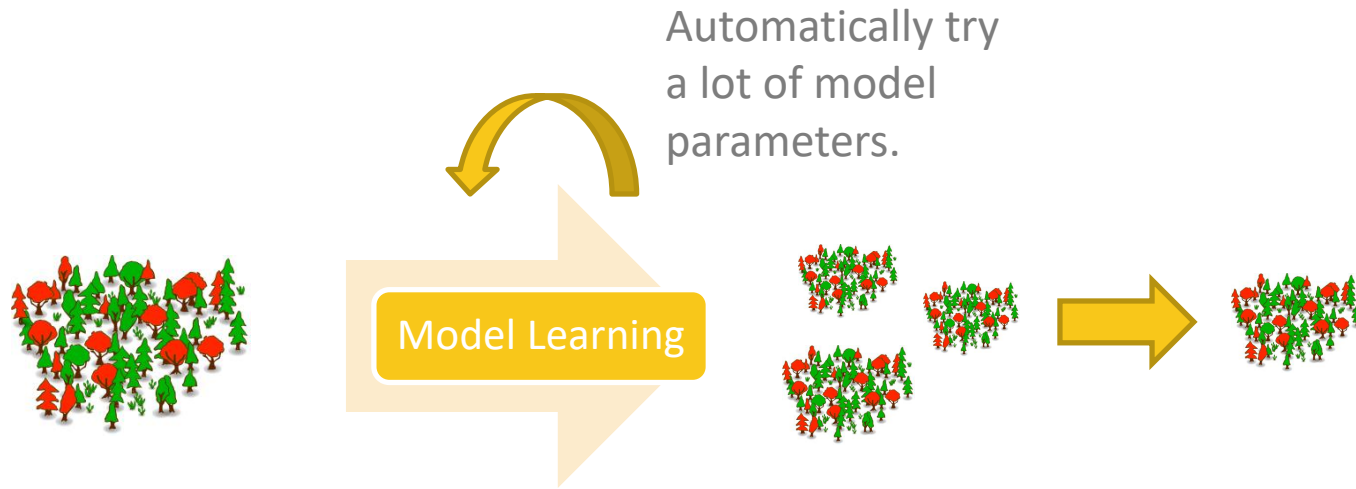 Automatically try
a lot of model
parameters.
Model Learning